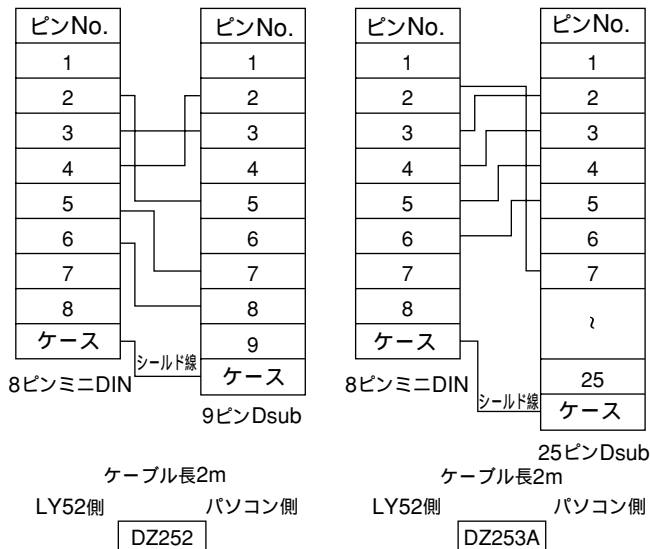 ピンNo.
1
2
3
4
5
6
7
8
ケース
8ピンミニDIN
ピンNo.
1
2
3
4
5
6
7
8
9
ケース
9ピンDsub
シールド線
ケーブル長2m
LY52側
パソコン側
DZ252
ピンNo.
1
2
3
4
5
6
7
8
ケース
8ピンミニDIN
ピンNo.
1
2
3
4
5
6
7
~
25
ケース
25ピンDsub
シールド線
ケーブル長2m
LY52側
パソコン側
DZ253A